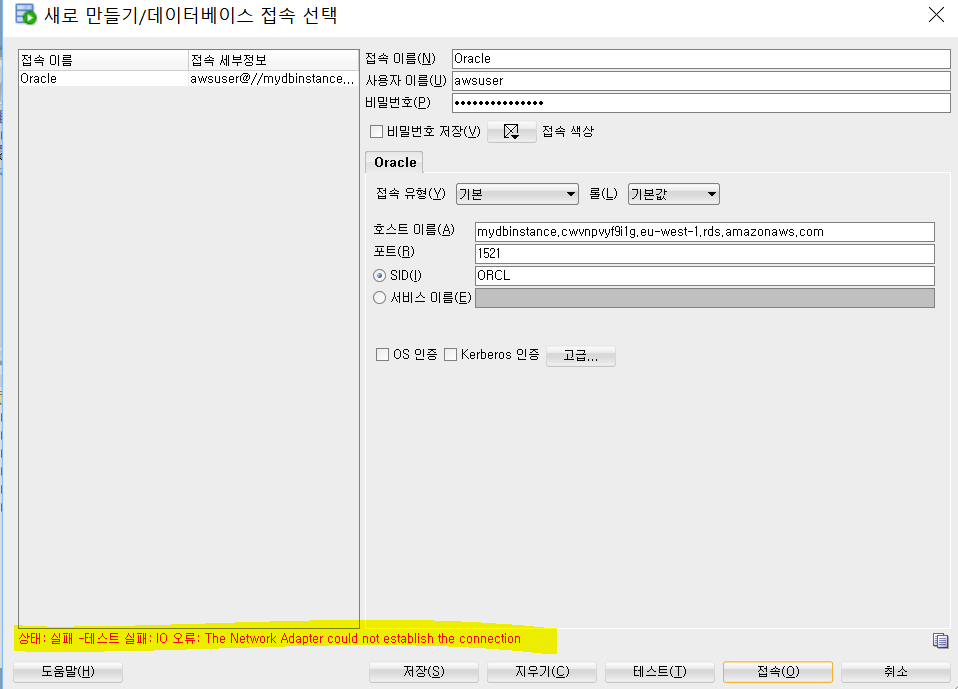 새로 만들기/데이터베이스 접속 선택
접속 이름 접속 세부정보
Oracle awsuser@//mydbinstance...
접속 이름(N) Oracle
사용자 이름(U) awsuser
비밀번호(P) •••••••••••••••
비밀번호 저장(V) 접속 색상
Oracle
접속 유형(Y) 기본 롤(L) 기본값
호스트 이름(A) mydbinstance.cwvnpvyf9i1g.eu-west-1.rds.amazonaws.com
포트(R) 1521
SID(I) ORCL
서비스 이름(E)
OS 인증 Kerberos 인증 고급...
상태: 실패 -테스트 실패: IO 오류: The Network Adapter could not establish the connection
도움말(H) 저장(S) 지우기(C) 테스트(T) 접속(O) 취소